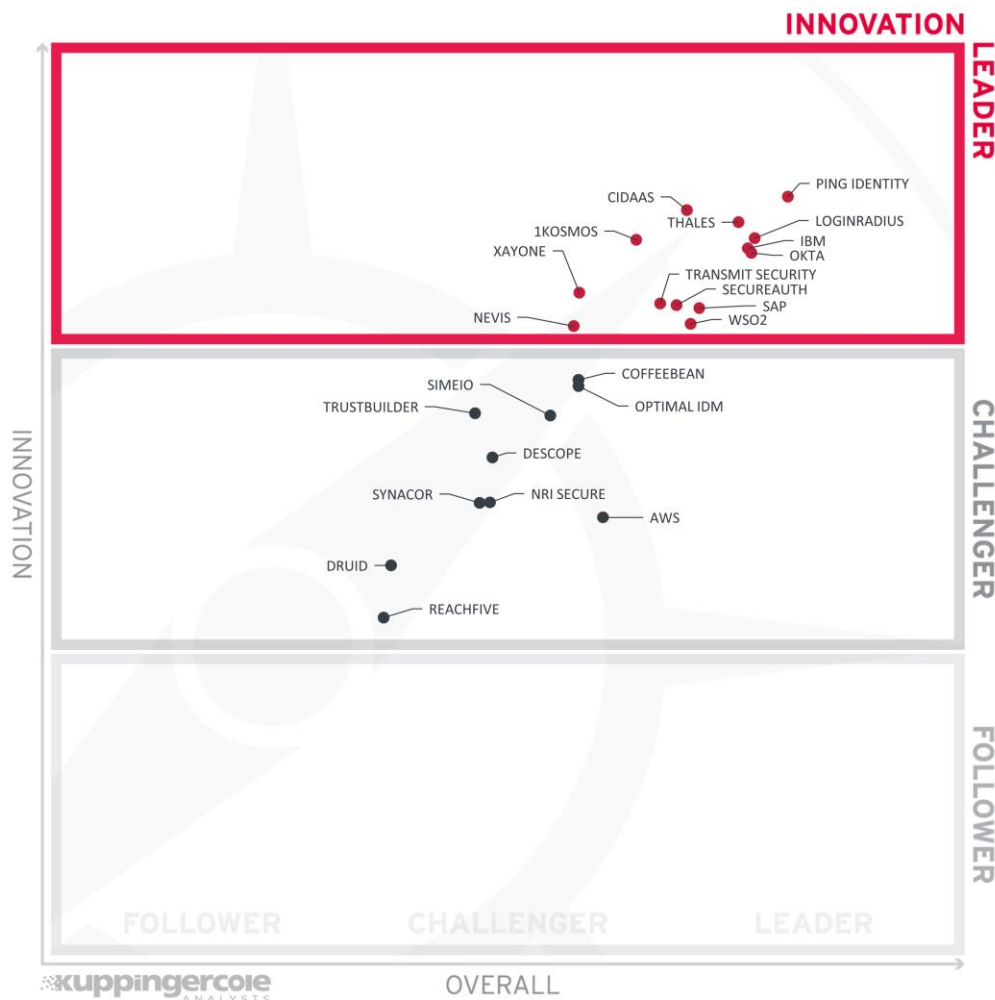 INNOVATION
LEADER
PING IDENTITY
CIDAAS
THALES
LOGINRADIUS
1KOSMOS
IBM
XAYONE
OKTA
TRANSMIT SECURITY
SECUREAUTH
SAP
NEVIS
WSO2
COFFEEBEAN
SIMEIO
OPTIMAL IDM
TRUSTBUILDER
CHALLENGER
DESCOPE
INNOVATION
SYNACOR
NRI SECURE
AWS
DRUID
REACHFIVE
FOLLOWER
FOLLOWER
CHALLENGER
LEADER
kuppingercole
ANALYSTS
OVERALL